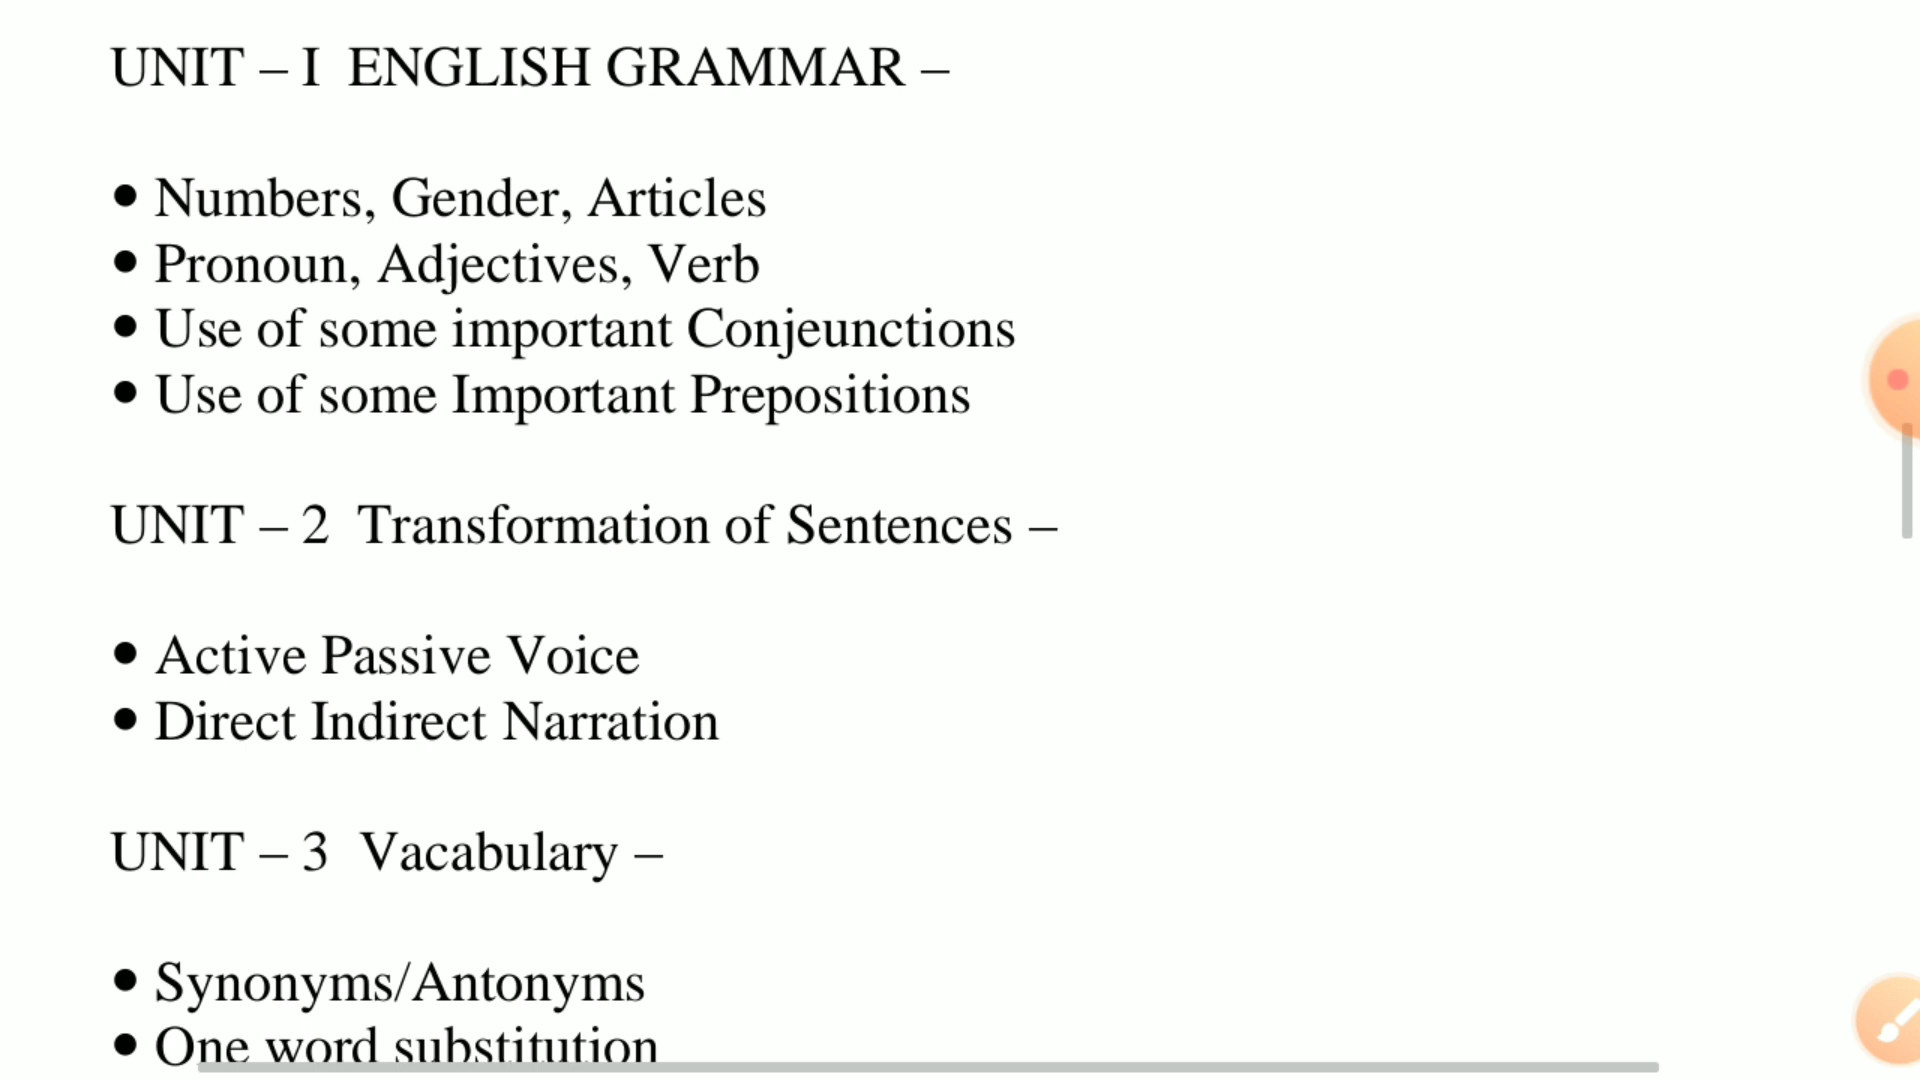 UNIT – I ENGLISH GRAMMAR –
• Numbers, Gender, Articles
• Pronoun, Adjectives, Verb
• Use of some important Conjeunctions
• Use of some Important Prepositions
UNIT – 2 Transformation of Sentences –
• Active Passive Voice
• Direct Indirect Narration
UNIT – 3 Vacabulary –
• Synonyms/Antonyms
• One word substitution